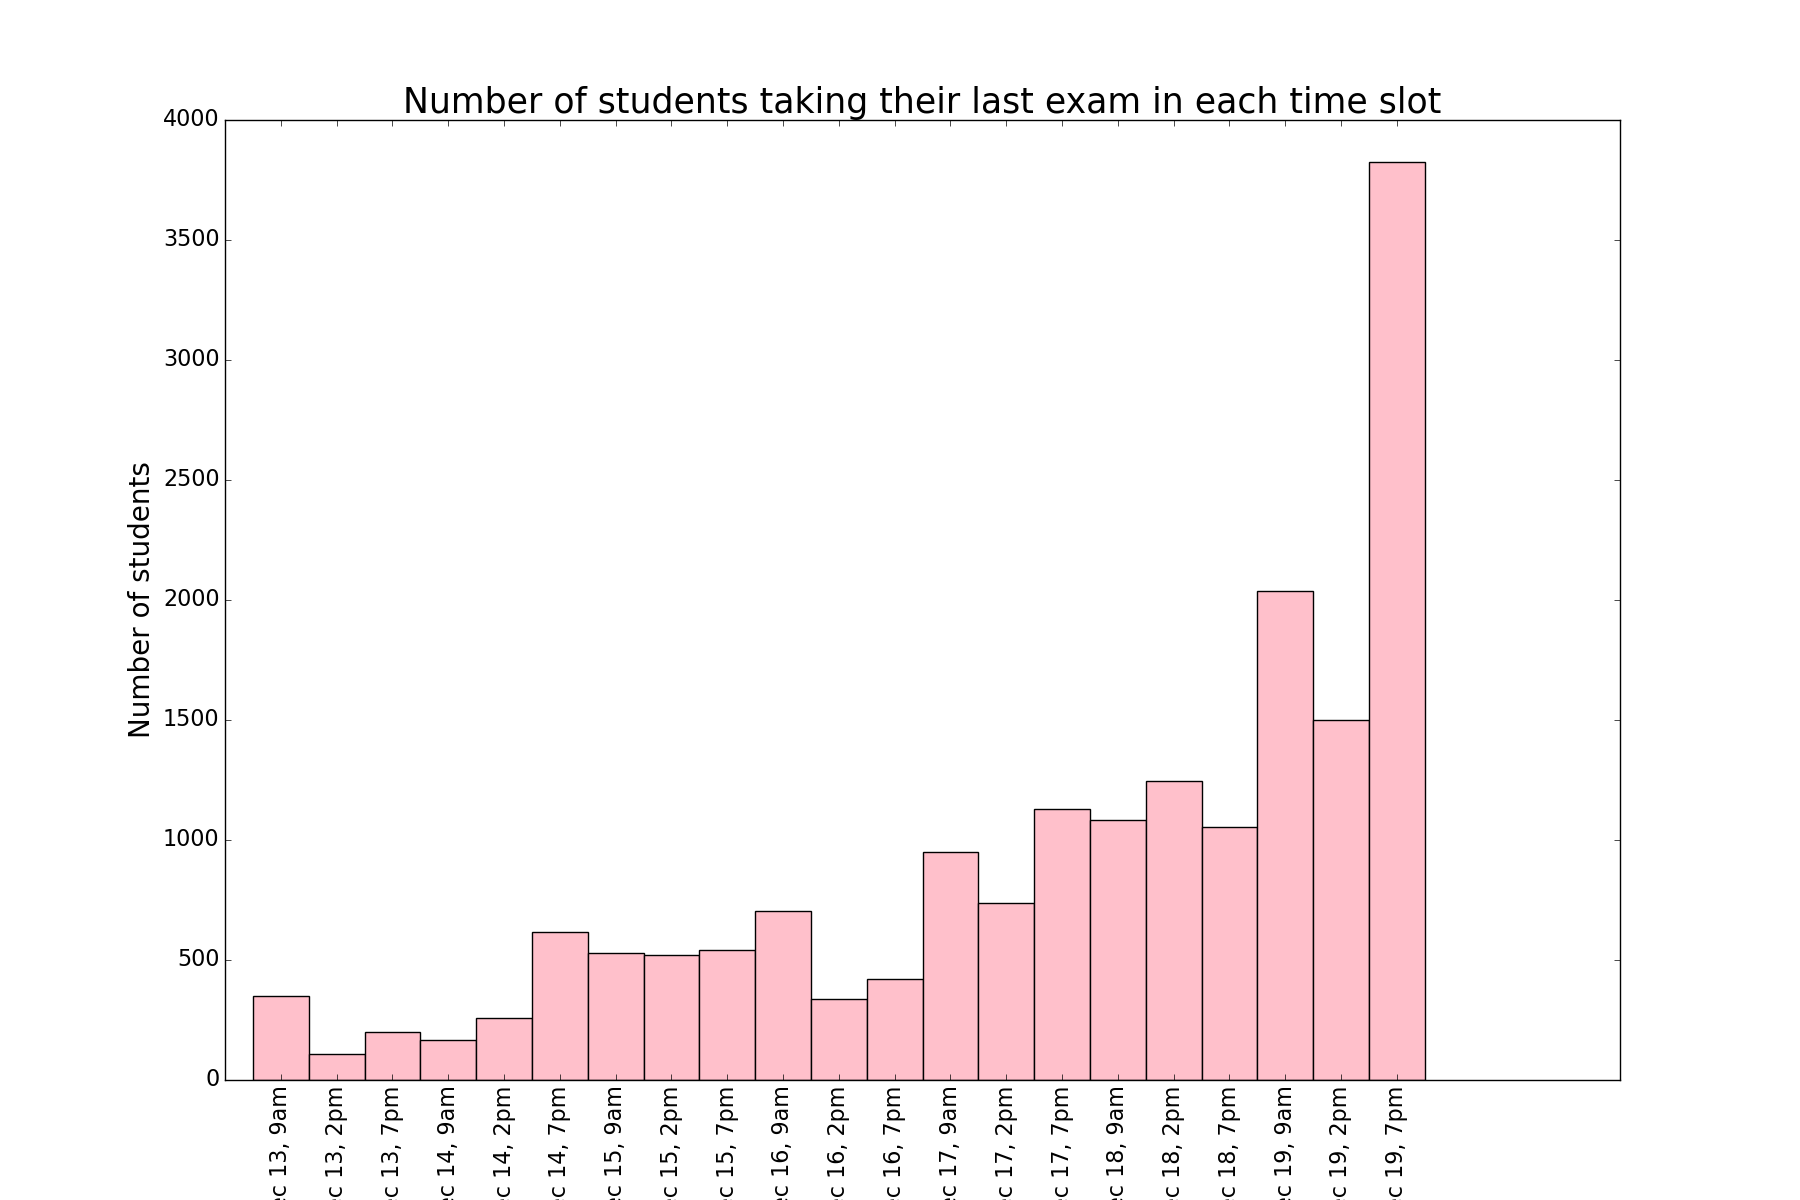 Number of students taking their last exam in each time slot
Number of students
4000
3500
3000
2500
2000
1500
1000
500
0
c 13, 9am
c 13, 2pm
c 13, 7pm
c 14, 9am
c 14, 2pm
c 14, 7pm
c 15, 9am
c 15, 2pm
c 15, 7pm
c 16, 9am
c 16, 2pm
c 16, 7pm
c 17, 9am
c 17, 2pm
c 17, 7pm
c 18, 9am
c 18, 2pm
c 18, 7pm
c 19, 9am
c 19, 2pm
c 19, 7pm